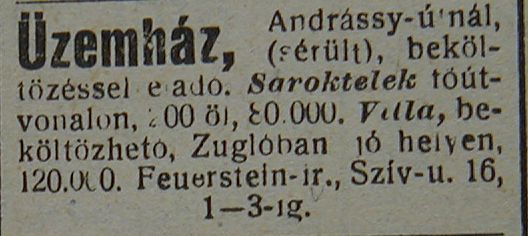 Üzemház, Andrássy-ú'nál,
(sérült), beköl-
tözéssel eladó. Saroktelek főút-
vonalon, 200 öl, 80.000. Villa, be-
költözhető, Zuglóban jó helyen,
120.000. Feuerstein-ir., Szív-u. 16,
1—3-ig.